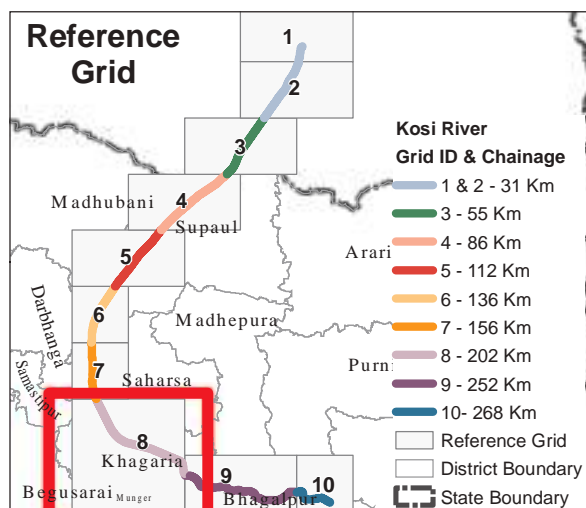 Reference
Grid
1
2
3
4
5
6
7
8
9
10
Madhubani
Supaul
Arari
Darbhanga
Madhepura
Purni
Samastipur
Saharsa
Khagaria
Begusarai
Munger
Bhagalpur
Kosi River
Grid ID & Chainage
1 & 2 - 31 Km
3 - 55 Km
4 - 86 Km
5 - 112 Km
6 - 136 Km
7 - 156 Km
8 - 202 Km
9 - 252 Km
10- 268 Km
Reference Grid
District Boundary
State Boundary